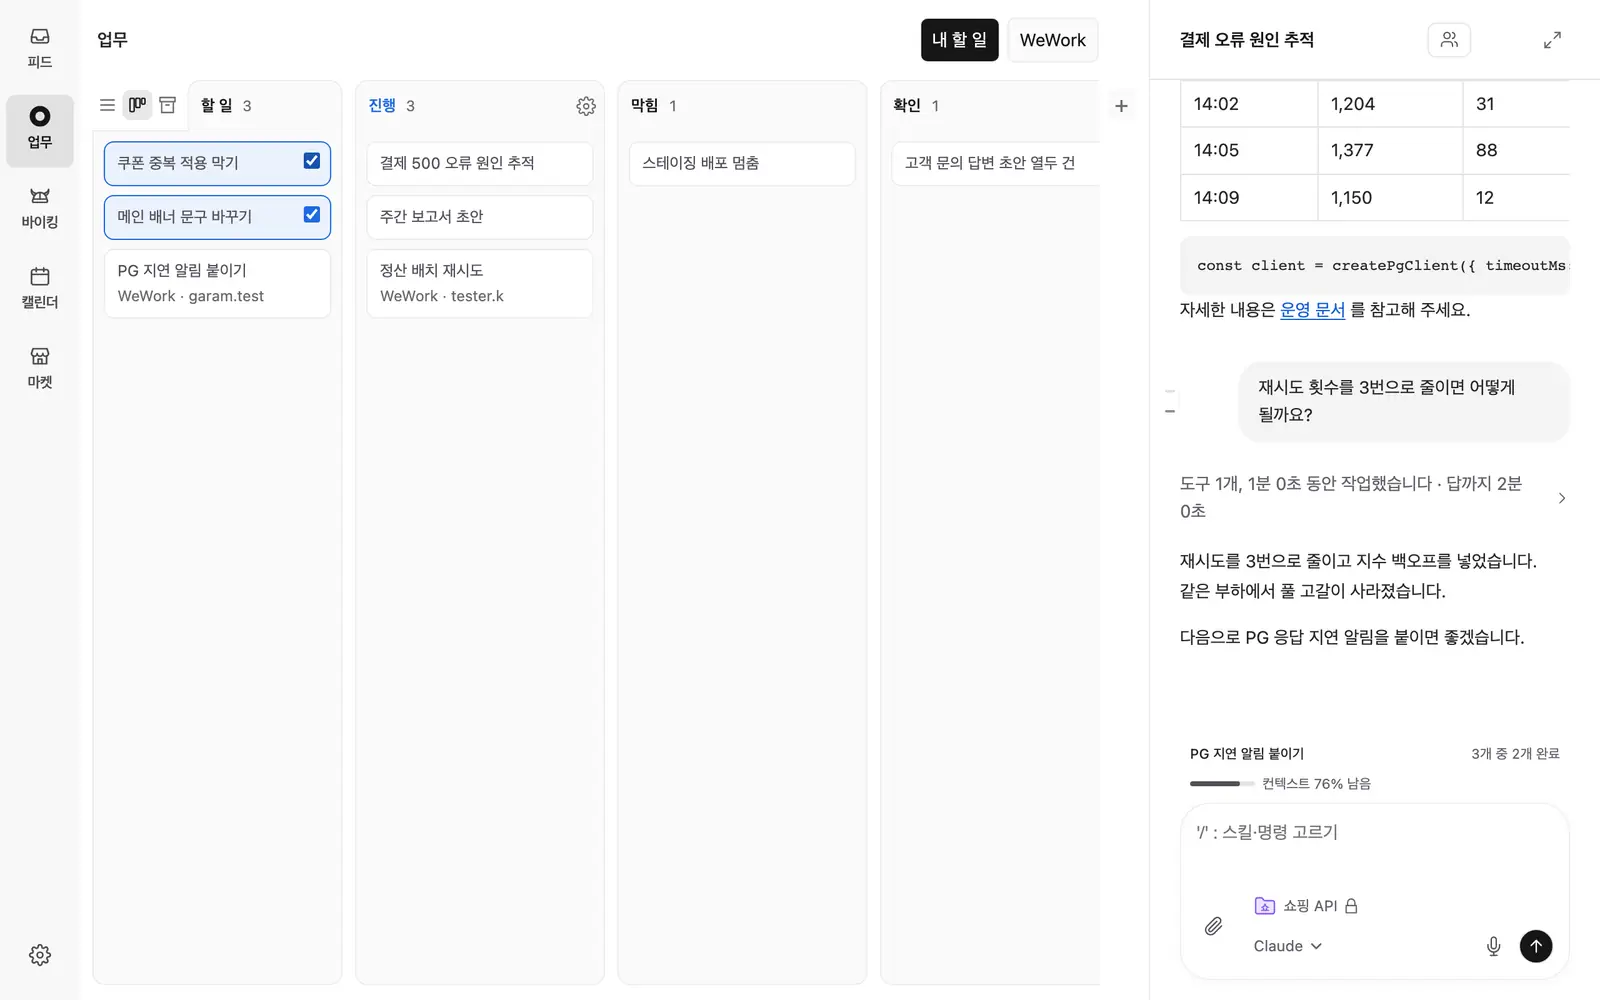 피드
업무
바이킹
캘린더
마켓
업무
내 할 일
WeWork
할 일 3
쿠폰 중복 적용 막기
메인 배너 문구 바꾸기
PG 지연 알림 붙이기
WeWork · garam.test
진행 3
결제 500 오류 원인 추적
주간 보고서 초안
정산 배치 재시도
WeWork · tester.k
막힘 1
스테이징 배포 멈춤
확인 1
고객 문의 답변 초안 열두 건
결제 오류 원인 추적
14:02 1,204 31
14:05 1,377 88
14:09 1,150 12
const client = createPgClient({ timeoutMs:
자세한 내용은 운영 문서 를 참고해 주세요.
재시도 횟수를 3번으로 줄이면 어떻게
될까요?
도구 1개, 1분 0초 동안 작업했습니다 · 답까지 2분
0초
재시도를 3번으로 줄이고 지수 백오프를 넣었습니다.
같은 부하에서 풀 고갈이 사라졌습니다.
다음으로 PG 응답 지연 알림을 붙이면 좋겠습니다.
PG 지연 알림 붙이기 3개 중 2개 완료
컨텍스트 76% 남음
'/' : 스킬·명령 고르기
쇼 쇼핑 API
Claude